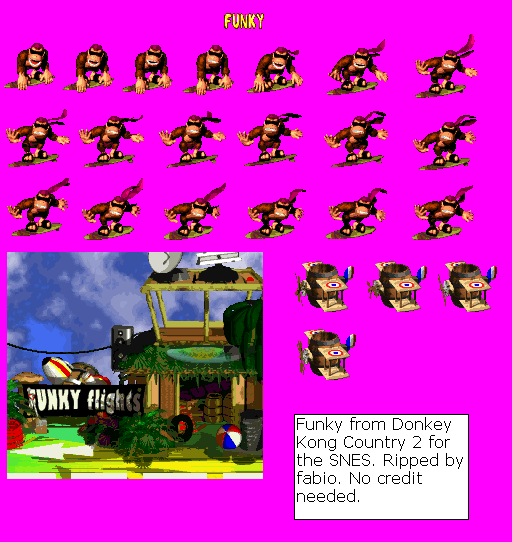 FUNKY
FUNKY flights
Funky from Donkey
Kong Country 2 for
the SNES. Ripped by
fabio. No credit
needed.